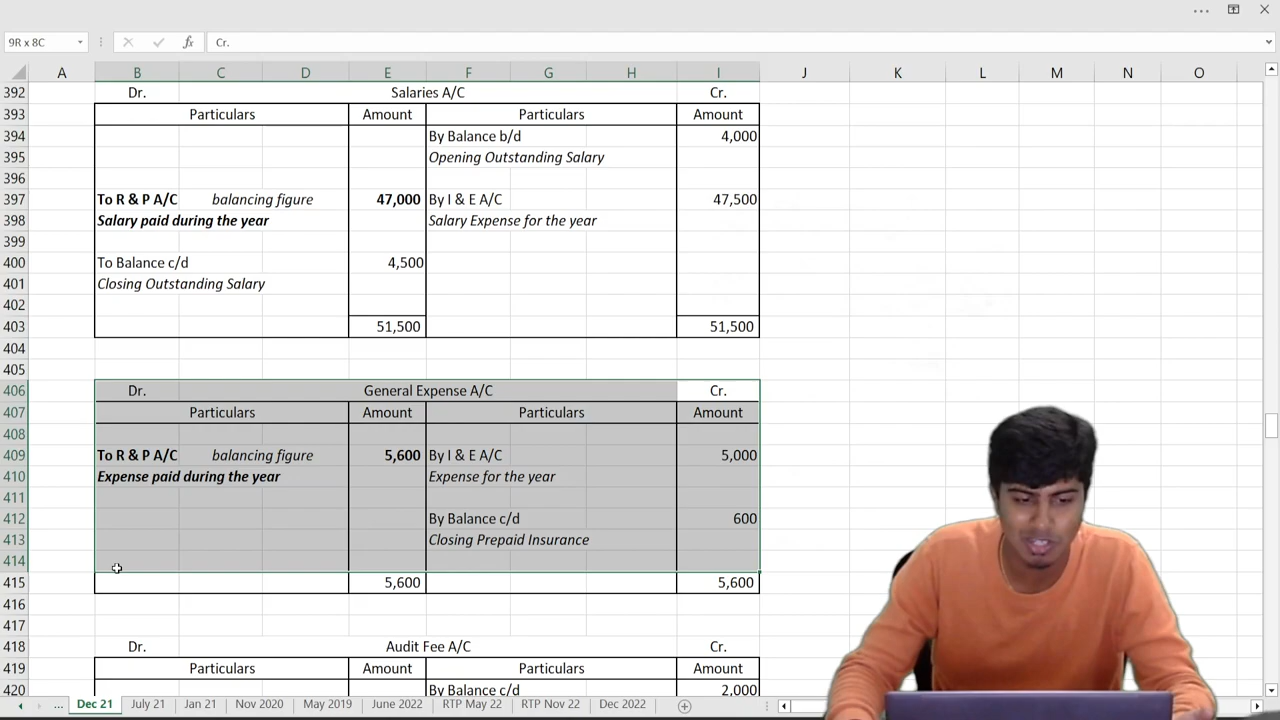 9R x 8C Cr.
A B C D E F G H I J K L M N O
392 Dr. Salaries A/C Cr.
393 Particulars Amount Particulars Amount
394 By Balance b/d 4,000
395 Opening Outstanding Salary
396
397 To R & P A/C balancing figure 47,000 By I & E A/C 47,500
398 Salary paid during the year Salary Expense for the year
399
400 To Balance c/d 4,500
401 Closing Outstanding Salary
402
403 51,500 51,500
404
405
406 Dr. General Expense A/C Cr.
407 Particulars Amount Particulars Amount
408
409 To R & P A/C balancing figure 5,600 By I & E A/C 5,000
410 Expense paid during the year Expense for the year
411
412 By Balance c/d 600
413 Closing Prepaid Insurance
414
415 5,600 5,600
416
417
418 Dr. Audit Fee A/C Cr.
419 Particulars Amount Particulars Amount
420 By Balance c/d 2,000
... Dec 21 July 21 Jan 21 Nov 2020 May 2019 June 2022 RTP May 22 RTP Nov 22 Dec 2022